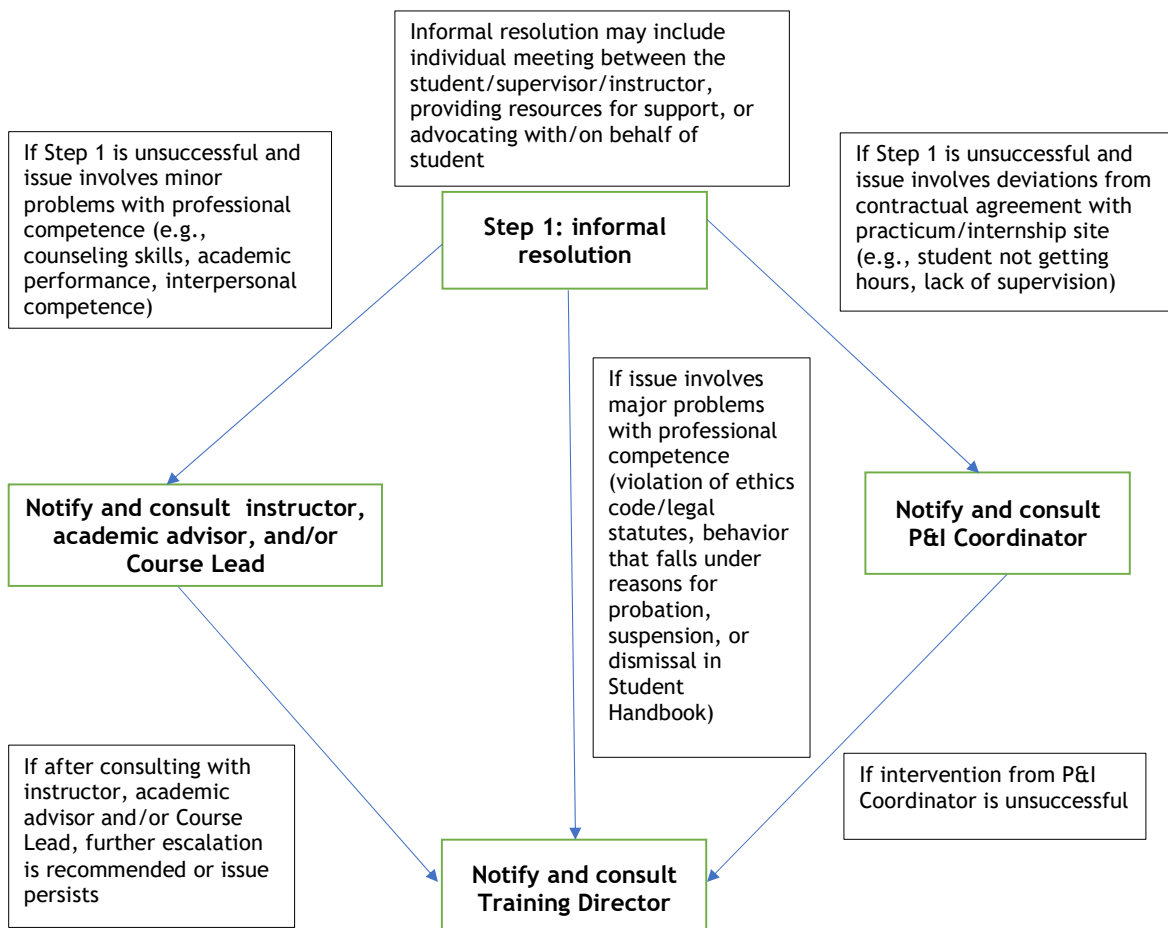 Informal resolution may include
individual meeting between the
student/supervisor/instructor,
providing resources for support, or
advocating with/on behalf of
student
If Step 1 is unsuccessful and
issue involves minor
problems with professional
competence (e.g.,
counseling skills, academic
performance, interpersonal
competence)
Step 1: informal
resolution
If Step 1 is unsuccessful and
issue involves deviations from
contractual agreement with
practicum/internship site
(e.g., student not getting
hours, lack of supervision)
If issue involves
major problems
with professional
competence
(violation of ethics
code/legal
statutes, behavior
that falls under
reasons for
probation,
suspension, or
dismissal in
Student
Handbook)
Notify and consult  instructor,
academic advisor, and/or
Course Lead
Notify and consult
P&I Coordinator
If after consulting with
instructor, academic
advisor and/or Course
Lead, further escalation
is recommended or issue
persists
If intervention from P&I
Coordinator is unsuccessful
Notify and consult
Training Director